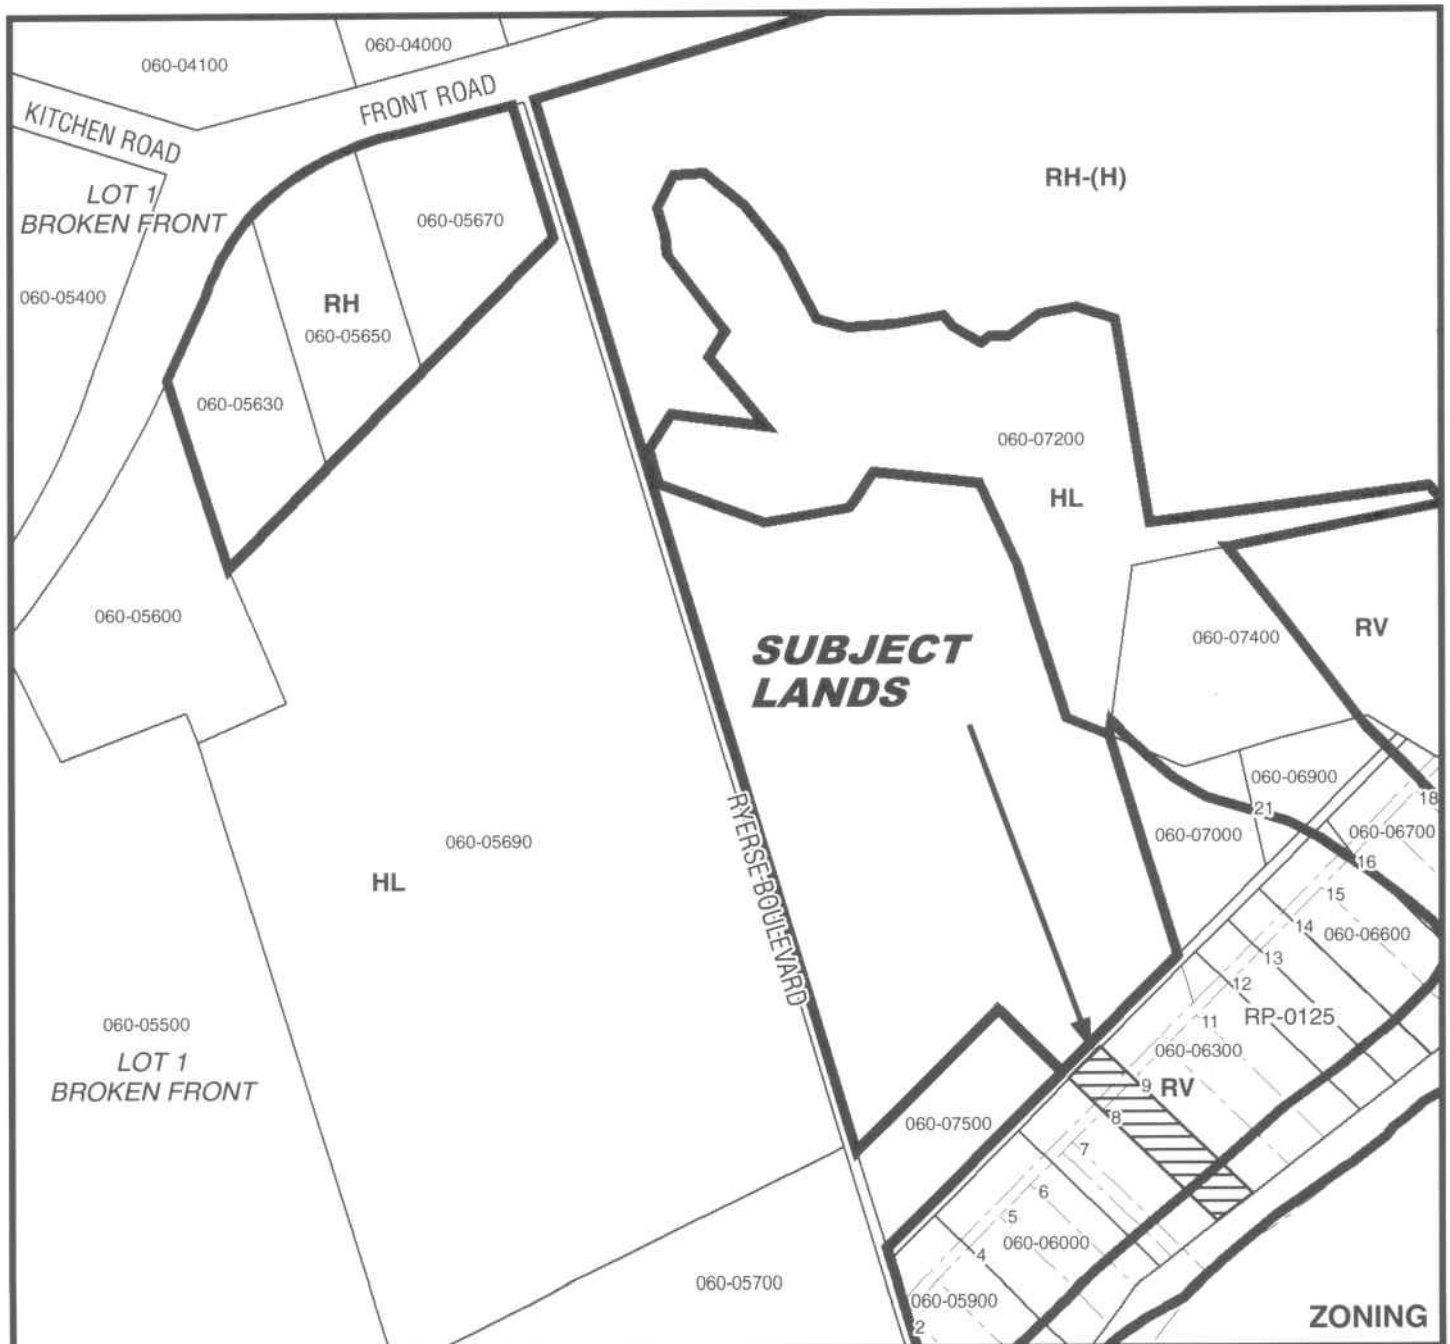 060-04100
060-04000
FRONT ROAD
KITCHEN ROAD
LOT 1
BROKEN FRONT
060-05670
RH-(H)
060-05400
RH
060-05650
060-05630
060-07200
HL
060-05600
SUBJECT
LANDS
060-07400
RV
060-06900
21
18
060-05690
RYERSE BOULEVARD
060-07000
060-06700
16
HL
15
14
060-06600
13
12
060-05500
11
RP-0125
LOT 1
060-06300
BROKEN FRONT
9
RV
060-07500
8
7
6
5
060-06000
4
060-05700
060-05900
2
ZONING